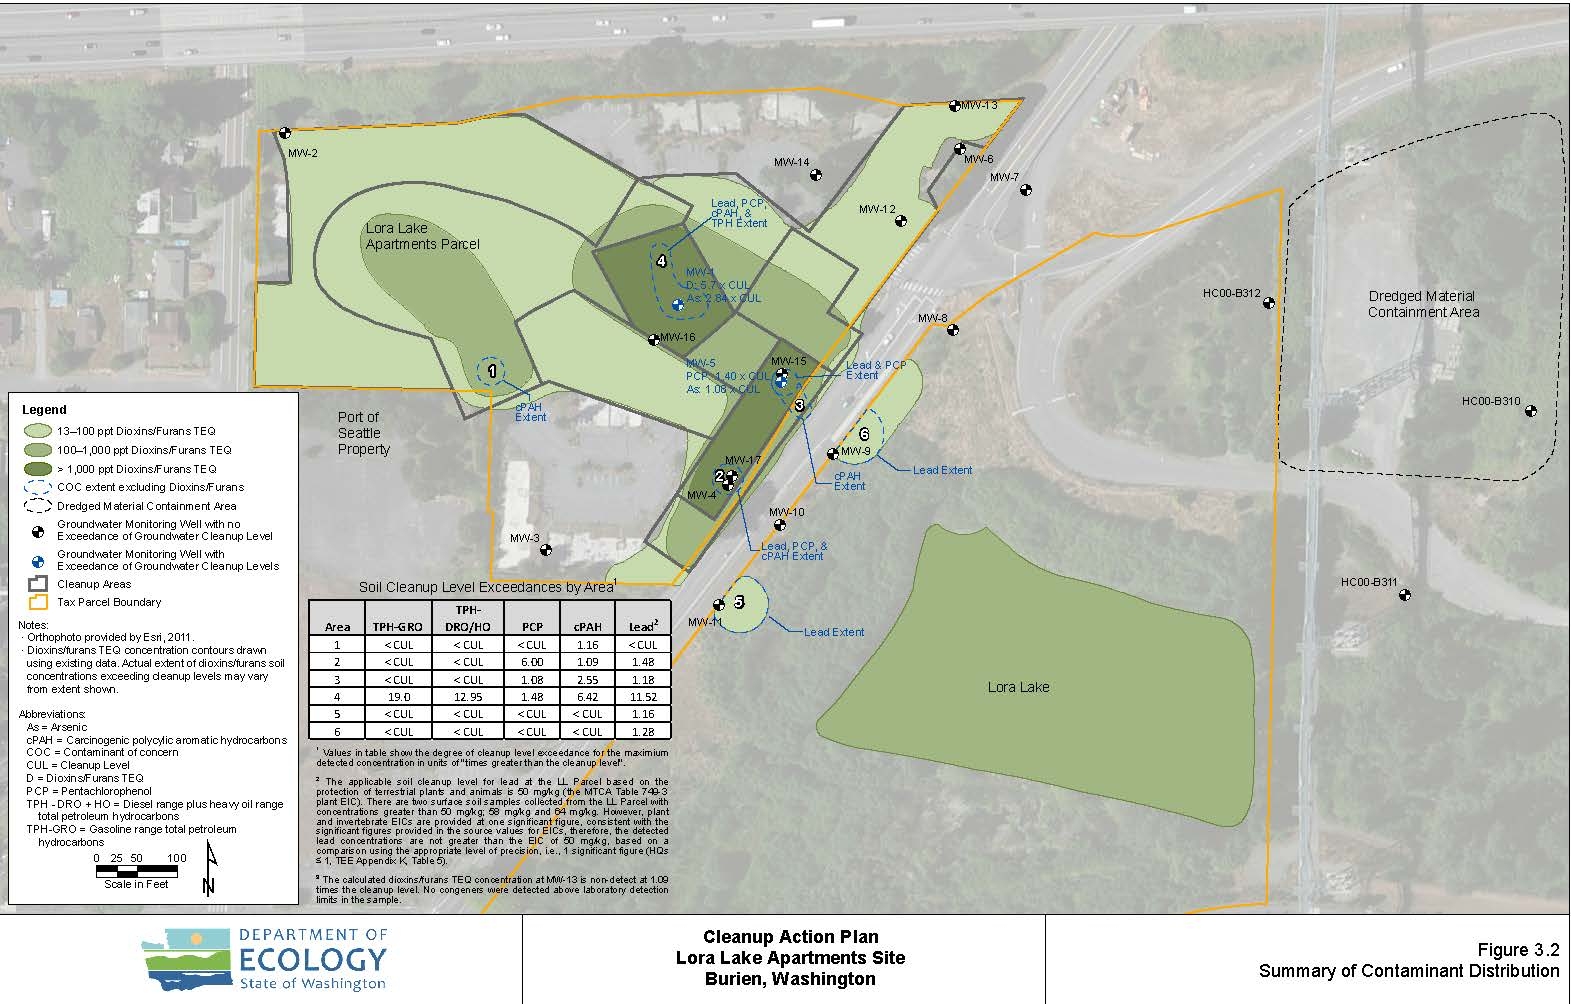 MW-13
MW-2
MW-6
MW-14
MW-7
Lead, PCP,
cPAH, &
TPH Extent
MW-12
Lora Lake
Apartments Parcel
4
MW-1
D: 5.7 x CUL
As: 2.84 x CUL
HC00-B312
Dredged Material
Containment Area
MW-8
MW-16
MW-5
PCP: 1.40 x CUL
As: 1.08 x CUL
MW-15
Lead & PCP
Extent
1
cPAH
Extent
3
HC00-B310
Port of
Seattle
Property
6
MW-9
Lead Extent
MW-17
2
MW-4
cPAH
Extent
MW-10
MW-3
Lead, PCP, &
cPAH Extent
HC00-B311
5
MW-11
Lead Extent
Lora Lake
Legend
13–100 ppt Dioxins/Furans TEQ
100–1,000 ppt Dioxins/Furans TEQ
> 1,000 ppt Dioxins/Furans TEQ
COC extent excluding Dioxins/Furans
Dredged Material Containment Area
Groundwater Monitoring Well with no
Exceedance of Groundwater Cleanup Level
Groundwater Monitoring Well with
Exceedance of Groundwater Cleanup Levels
Cleanup Areas
Tax Parcel Boundary
Notes:
· Orthophoto provided by Esri, 2011.
· Dioxins/furans TEQ concentration contours drawn
using existing data. Actual extent of dioxins/furans soil
concentrations exceeding cleanup levels may vary
from extent shown.
Abbreviations:
As = Arsenic
cPAH = Carcinogenic polycylic aromatic hydrocarbons
COC = Contaminant of concern
CUL = Cleanup Level
D = Dioxins/Furans TEQ
PCP = Pentachlorophenol
TPH - DRO + HO = Diesel range plus heavy oil range
total petroleum hydrocarbons
TPH-GRO = Gasoline range total petroleum
hydrocarbons
0 25 50 100
Scale in Feet
N
Soil Cleanup Level Exceedances by Area1
Area TPH-GRO TPH-DRO/HO PCP cPAH Lead2
1 < CUL < CUL < CUL 1.16 < CUL
2 < CUL < CUL 6.00 1.09 1.48
3 < CUL < CUL 1.08 2.55 1.18
4 19.0 12.95 1.48 6.42 11.52
5 < CUL < CUL < CUL < CUL 1.16
6 < CUL < CUL < CUL < CUL 1.28
1 Values in table show the degree of cleanup level exceedance for the maximum
detected concentration in units of "times greater than the cleanup level".
2 The applicable soil cleanup level for lead at the LL Parcel based on the
protection of terrestrial plants and animals is 50 mg/kg (the MTCA Table 749-3
plant EIC). There are two surface soil samples collected from the LL Parcel with
concentrations greater than 50 mg/kg; 58 mg/kg and 64 mg/kg. However, plant
and invertebrate EICs are provided at one significant figure, consistent with the
significant figures provided in the source values for EICs, therefore, the detected
lead concentrations are not greater than the EIC of 50 mg/kg, based on a
comparison using the appropriate level of precision, i.e., 1 significant figure (HQs
≤ 1, TEE Appendix K, Table 5).
3 The calculated dioxins/furans TEQ concentration at MW-13 is non-detect at 1.09
times the cleanup level. No congeners were detected above laboratory detection
limits in the sample.
DEPARTMENT OF
ECOLOGY
State of Washington
Cleanup Action Plan
Lora Lake Apartments Site
Burien, Washington
Figure 3.2
Summary of Contaminant Distribution